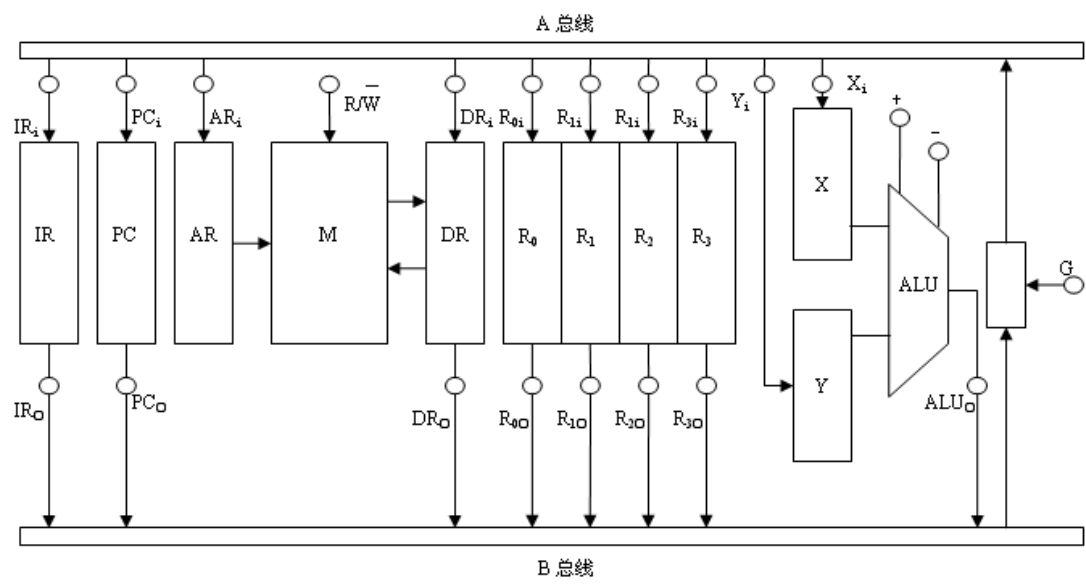 A 总线
IRi
PCi
ARi
R/W̅
DRi
R0i
R1i
R1i
R3i
Yi
Xi
+
-
IR
PC
AR
M
DR
R0
R1
R2
R3
X
Y
ALU
G
IRO
PCO
DRO
R0O
R1O
R2O
R3O
ALUO
B 总线